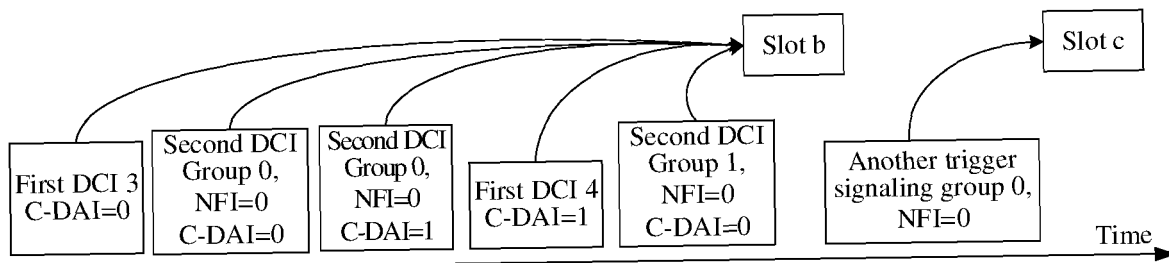 Slot b
Slot c
First DCI 3
C-DAI=0
Second DCI
Group 0,
NFI=0
C-DAI=0
Second DCI
Group 0,
NFI=0
C-DAI=1
First DCI 4
C-DAI=1
Second DCI
Group 1,
NFI=0
C-DAI=0
Another trigger
signaling group 0,
NFI=0
Time